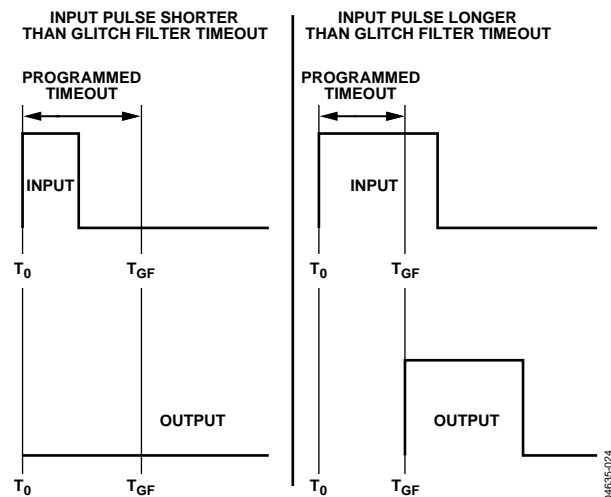 INPUT PULSE SHORTER
THAN GLITCH FILTER TIMEOUT
PROGRAMMED
TIMEOUT
INPUT
T0
TGF
OUTPUT
T0
TGF
INPUT PULSE LONGER
THAN GLITCH FILTER TIMEOUT
PROGRAMMED
TIMEOUT
INPUT
T0
TGF
OUTPUT
T0
TGF
04635-024